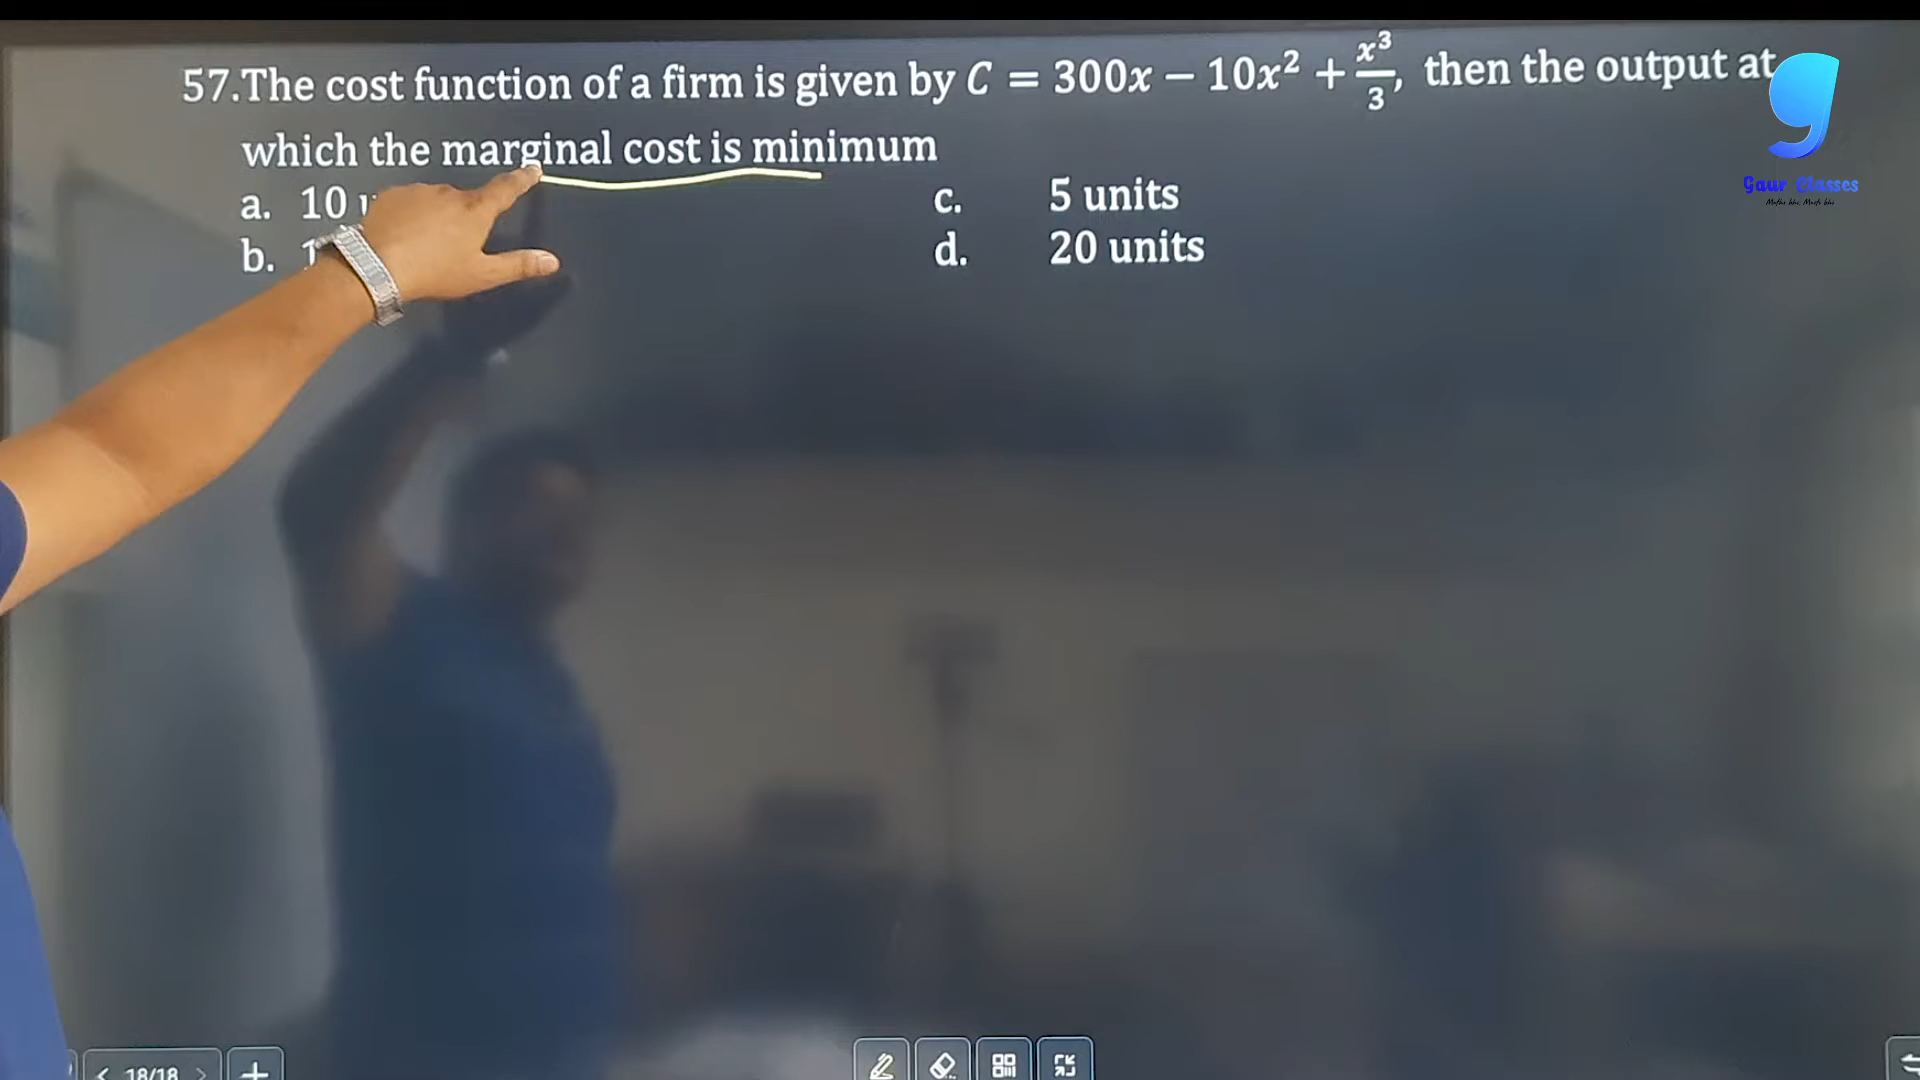 57.The cost function of a firm is given by C = 300x − 10x² + x³/3, then the output at
which the marginal cost is minimum
a. 10
c. 5 units
b.
d. 20 units
Gaur Classes
18/18